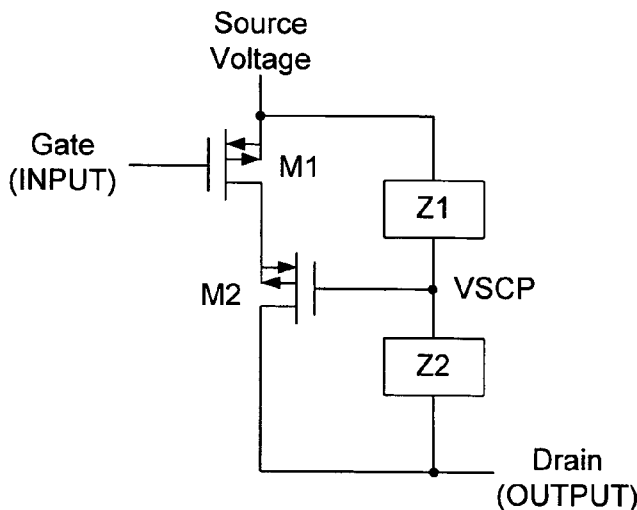 Source
Voltage
Gate
(INPUT)
M1
Z1
M2
VSCP
Z2
Drain
(OUTPUT)